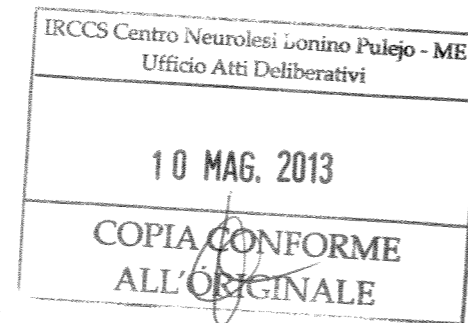 IRCCS Centro Neurolesi Bonino Pulejo - ME
Ufficio Atti Deliberativi
10 MAG. 2013
COPIA CONFORME
ALL'ORIGINALE